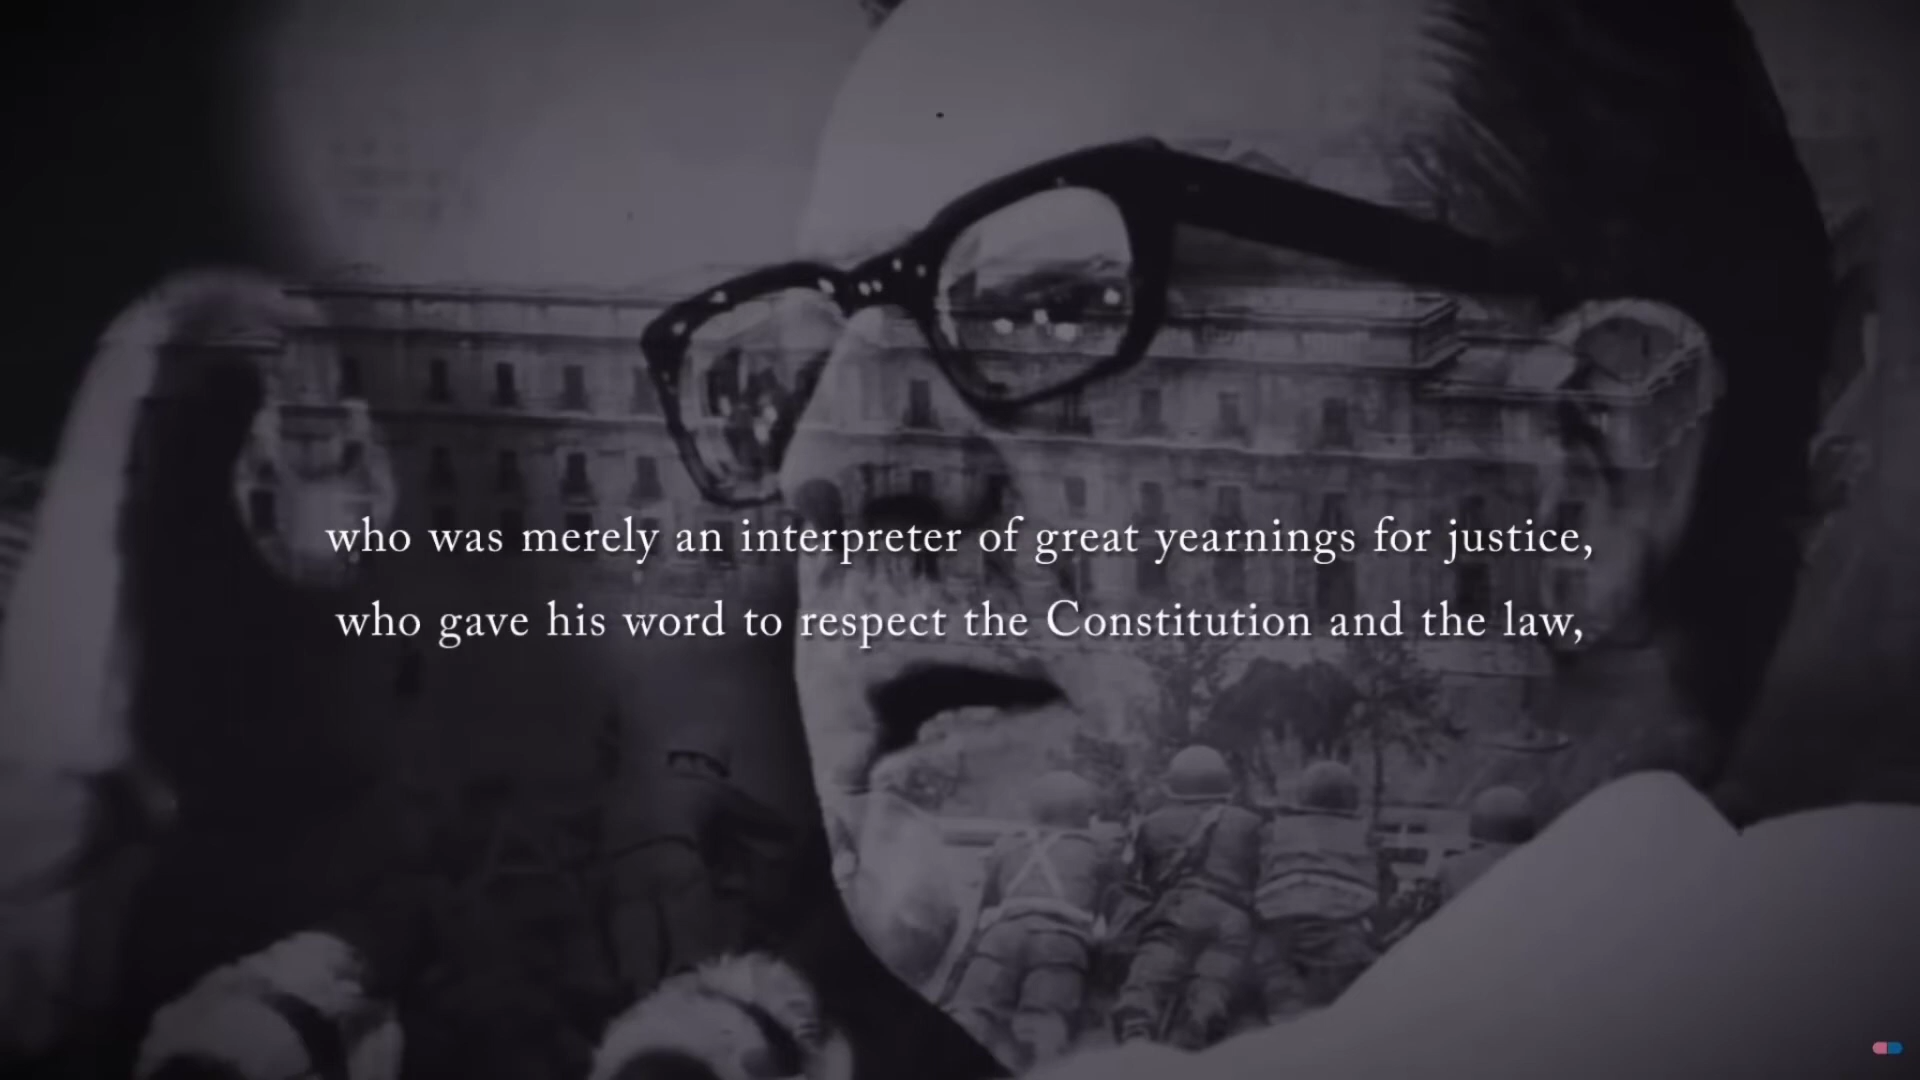 who was merely an interpreter of great yearnings for justice,
who gave his word to respect the Constitution and the law,